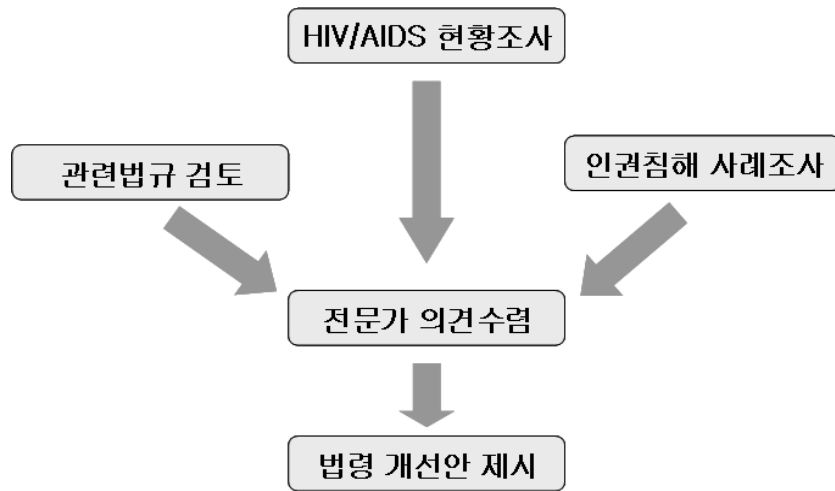 HIV/AIDS 현황조사
관련법규 검토
인권침해 사례조사
전문가 의견수렴
법령 개선안 제시